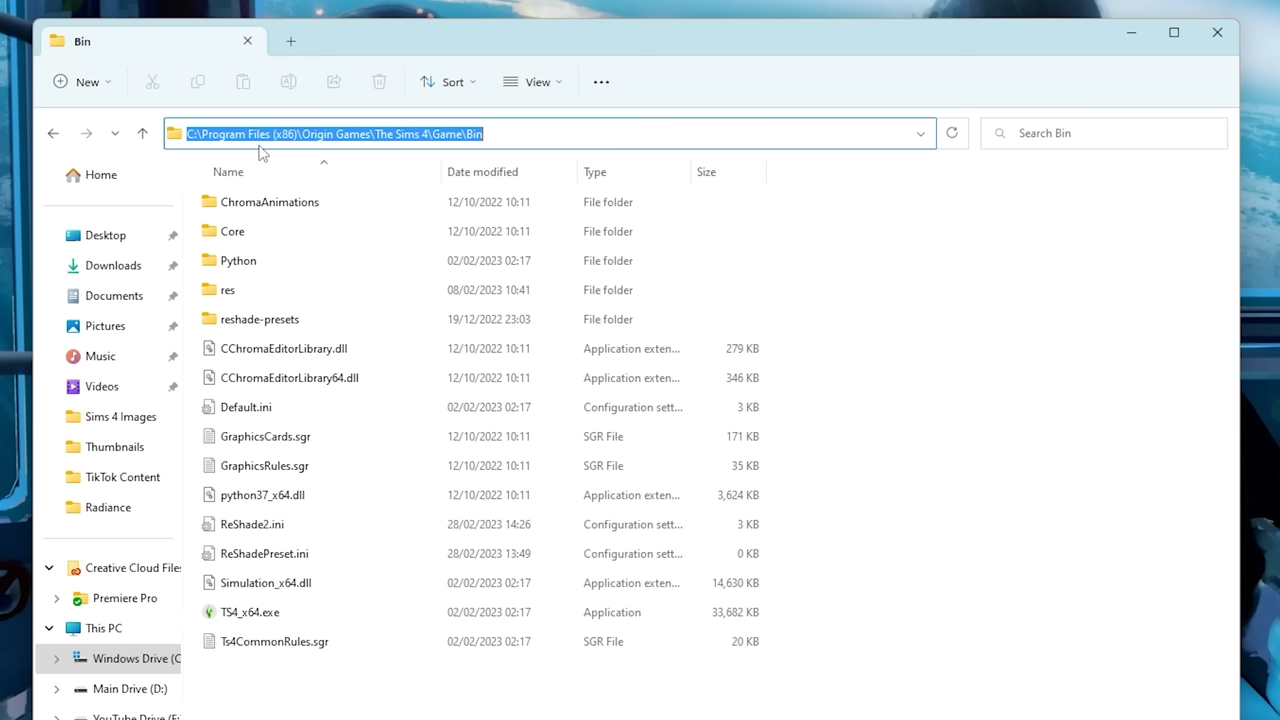 Bin
New
Sort
View
C:\Program Files (x86)\Origin Games\The Sims 4\Game\Bin
Search Bin
Home
Desktop
Downloads
Documents
Pictures
Music
Videos
Sims 4 Images
Thumbnails
TikTok Content
Radiance
Creative Cloud Files
Premiere Pro
This PC
Windows Drive (C
Main Drive (D:)
YouTube Drive (F:
Name Date modified Type Size
ChromaAnimations 12/10/2022 10:11 File folder
Core 12/10/2022 10:11 File folder
Python 02/02/2023 02:17 File folder
res 08/02/2023 10:41 File folder
reshade-presets 19/12/2022 23:03 File folder
CChromaEditorLibrary.dll 12/10/2022 10:11 Application exten... 279 KB
CChromaEditorLibrary64.dll 12/10/2022 10:11 Application exten... 346 KB
Default.ini 02/02/2023 02:17 Configuration sett... 3 KB
GraphicsCards.sgr 12/10/2022 10:11 SGR File 171 KB
GraphicsRules.sgr 12/10/2022 10:11 SGR File 35 KB
python37_x64.dll 12/10/2022 10:11 Application exten... 3,624 KB
ReShade2.ini 28/02/2023 14:26 Configuration sett... 3 KB
ReShadePreset.ini 28/02/2023 13:49 Configuration sett... 0 KB
Simulation_x64.dll 02/02/2023 02:17 Application exten... 14,630 KB
TS4_x64.exe 02/02/2023 02:17 Application 33,682 KB
Ts4CommonRules.sgr 02/02/2023 02:17 SGR File 20 KB